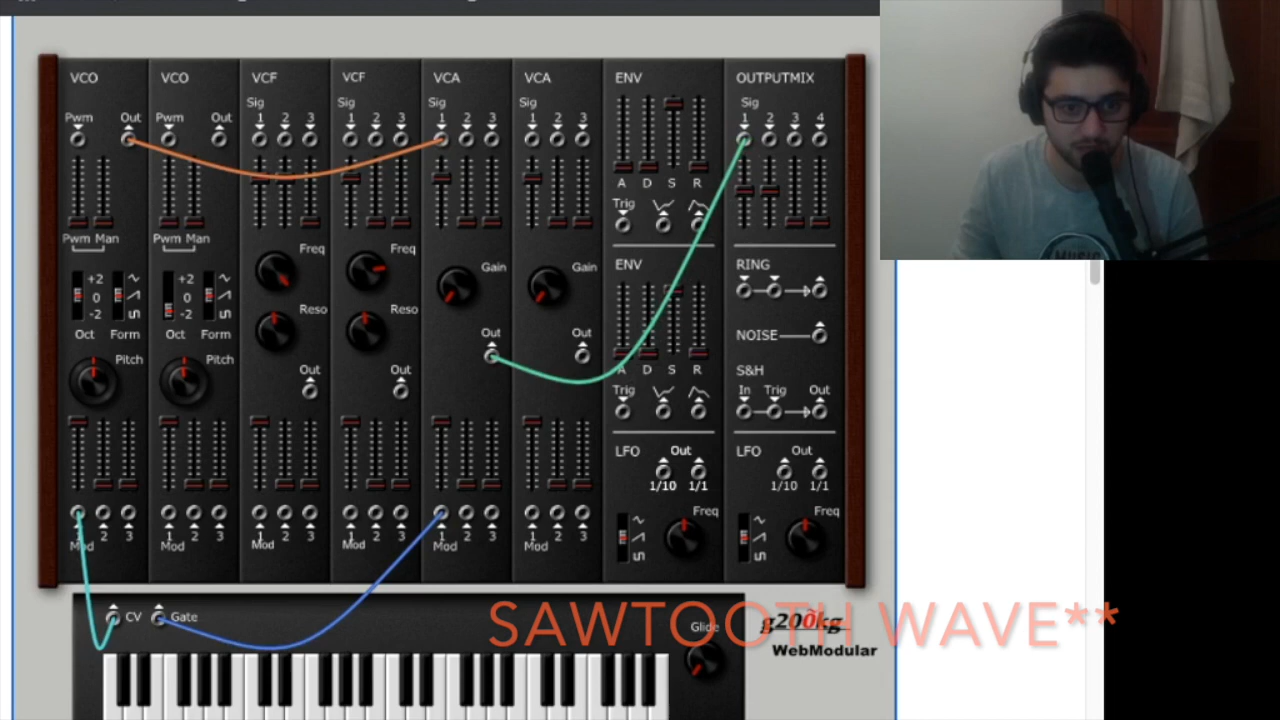 VCO VCO VCF VCF VCA VCA ENV OUTPUTMIX
Sig Sig Sig Sig Sig
Pwm Out Pwm Out 1 2 3 1 2 3 1 2 3 1 2 3 1 2 3 4
A D S R
Pwm Man Pwm Man Trig
Freq Freq Gain Gain ENV RING
+2 +2
0 0
-2 -2
Reso Reso
Oct Form Oct Form Out Out NOISE
Pitch Pitch Out Out A D S R S&H
Trig In Trig Out
LFO Out LFO Out
1/10 1/1 1/10 1/1
Freq Freq
1 2 3 1 2 3 1 2 3 1 2 3 1 2 3 1 2 3
Mod Mod Mod Mod Mod Mod
CV Gate Glide g200kg
SAWTOOTH WAVE**
WebModular
MUSIC